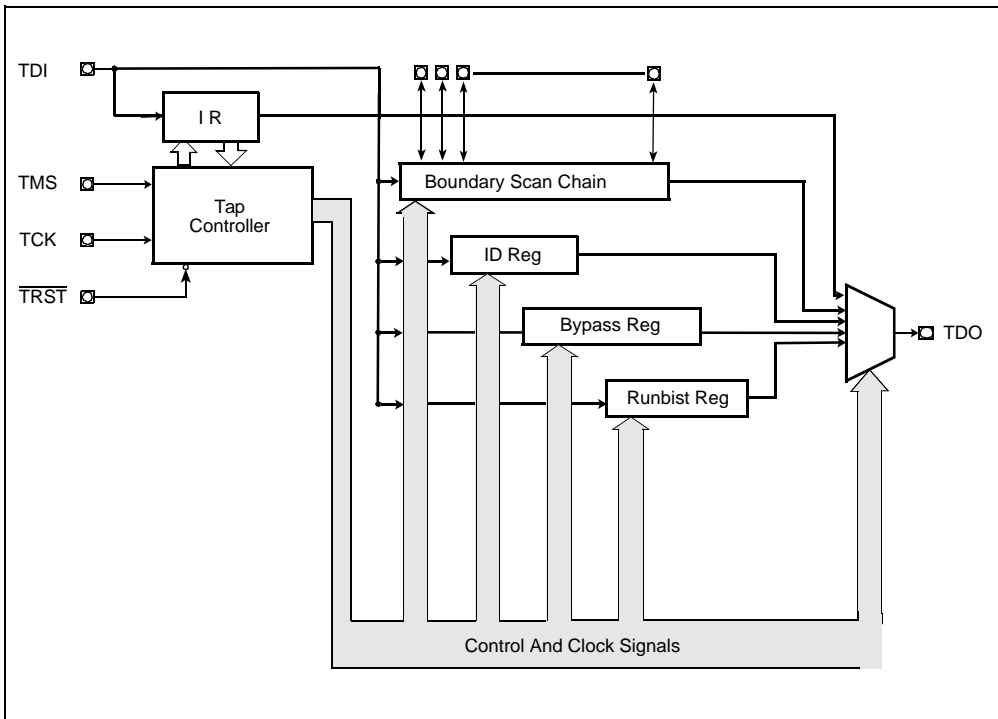 TDI
I R
TMS
Tap
Controller
TCK
TRST
Boundary Scan Chain
ID Reg
Bypass Reg
TDO
Runbist Reg
Control And Clock Signals